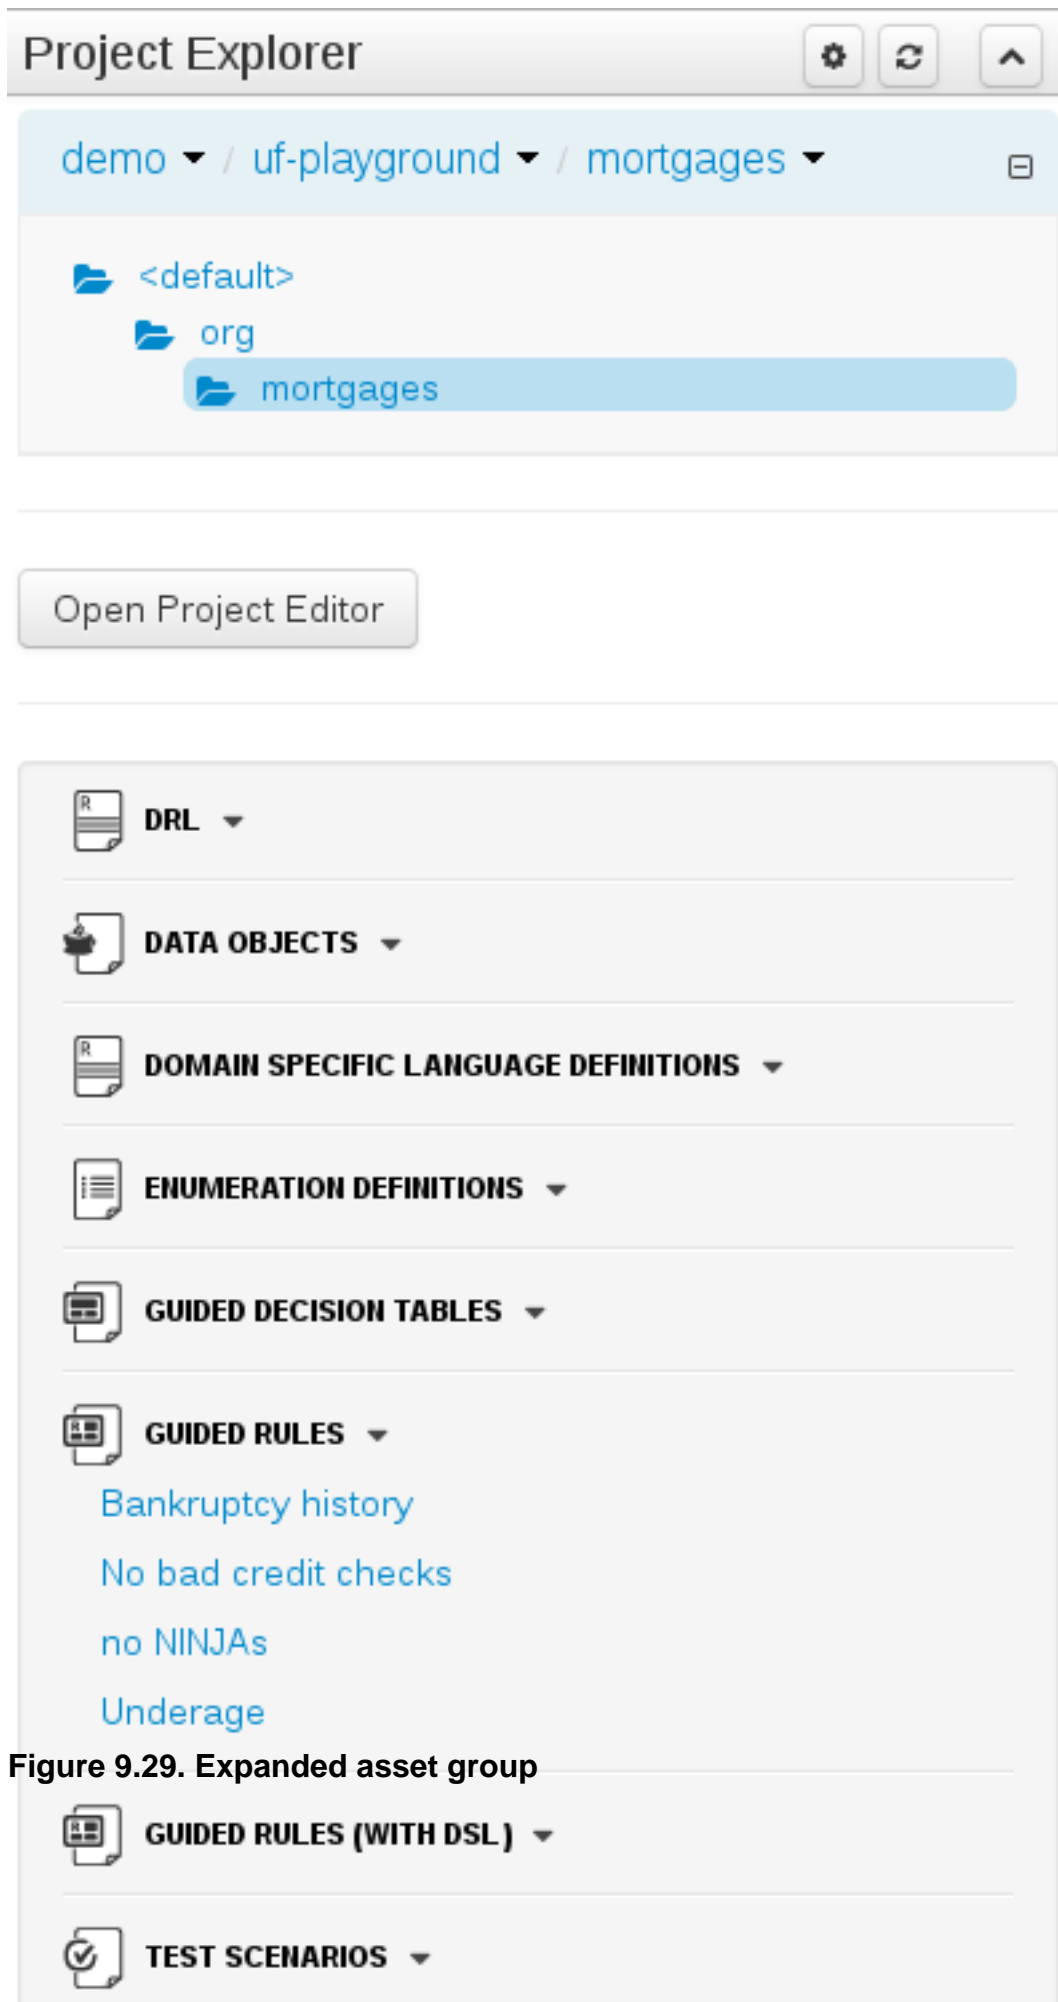 Project Explorer
demo / uf-playground / mortgages
<default>
org
mortgages
Open Project Editor
R
DRL
DATA OBJECTS
R
DOMAIN SPECIFIC LANGUAGE DEFINITIONS
ENUMERATION DEFINITIONS
GUIDED DECISION TABLES
R
GUIDED RULES
Bankruptcy history
No bad credit checks
no NINJAs
Underage
Figure 9.29. Expanded asset group
R
GUIDED RULES (WITH DSL)
TEST SCENARIOS